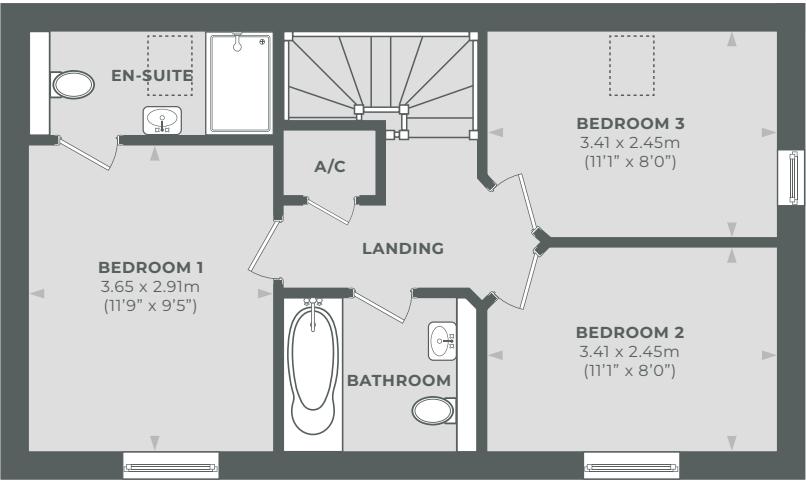 EN-SUITE
A/C
BEDROOM 3
3.41 x 2.45m
(11’1” x 8’0”)
LANDING
BEDROOM 1
3.65 x 2.91m
(11’9” x 9’5”)
BEDROOM 2
3.41 x 2.45m
(11’1” x 8’0”)
BATHROOM